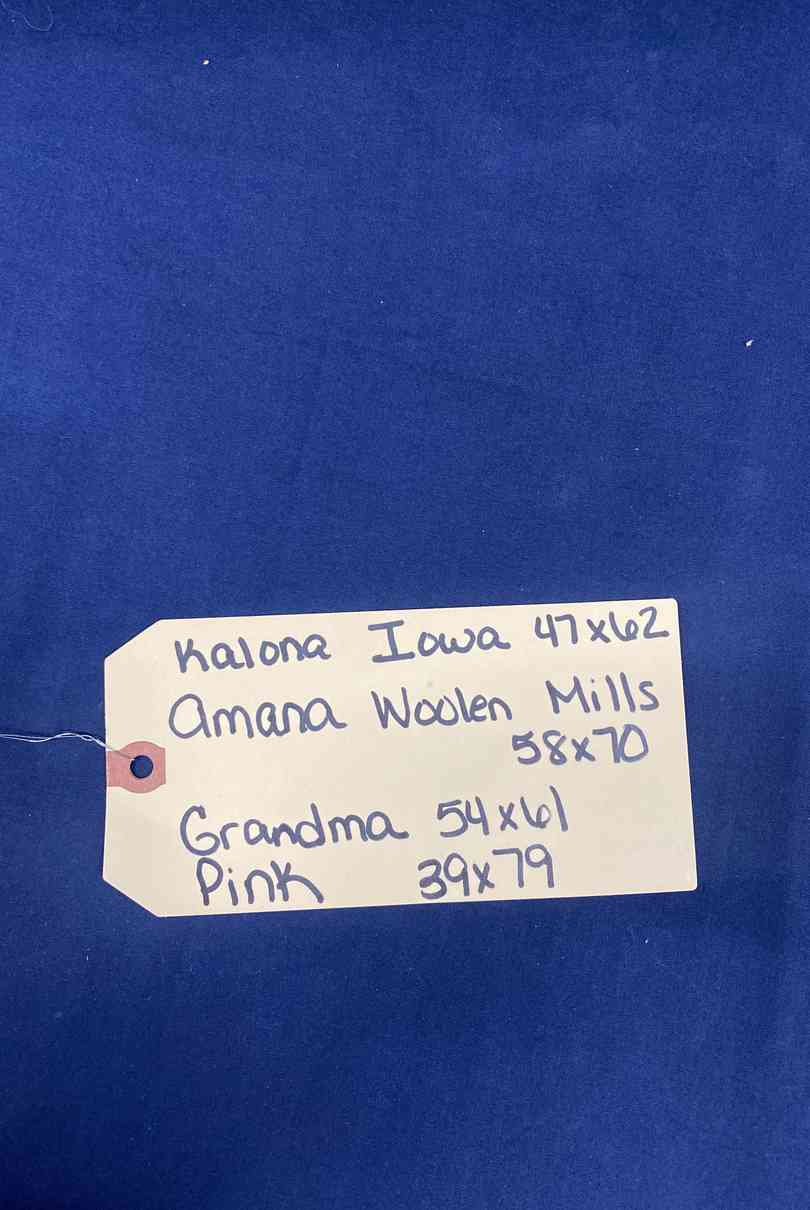 Kalona Iowa 47x62
Amana Woolen Mills
58x70
Grandma 54x61
Pink 39x79